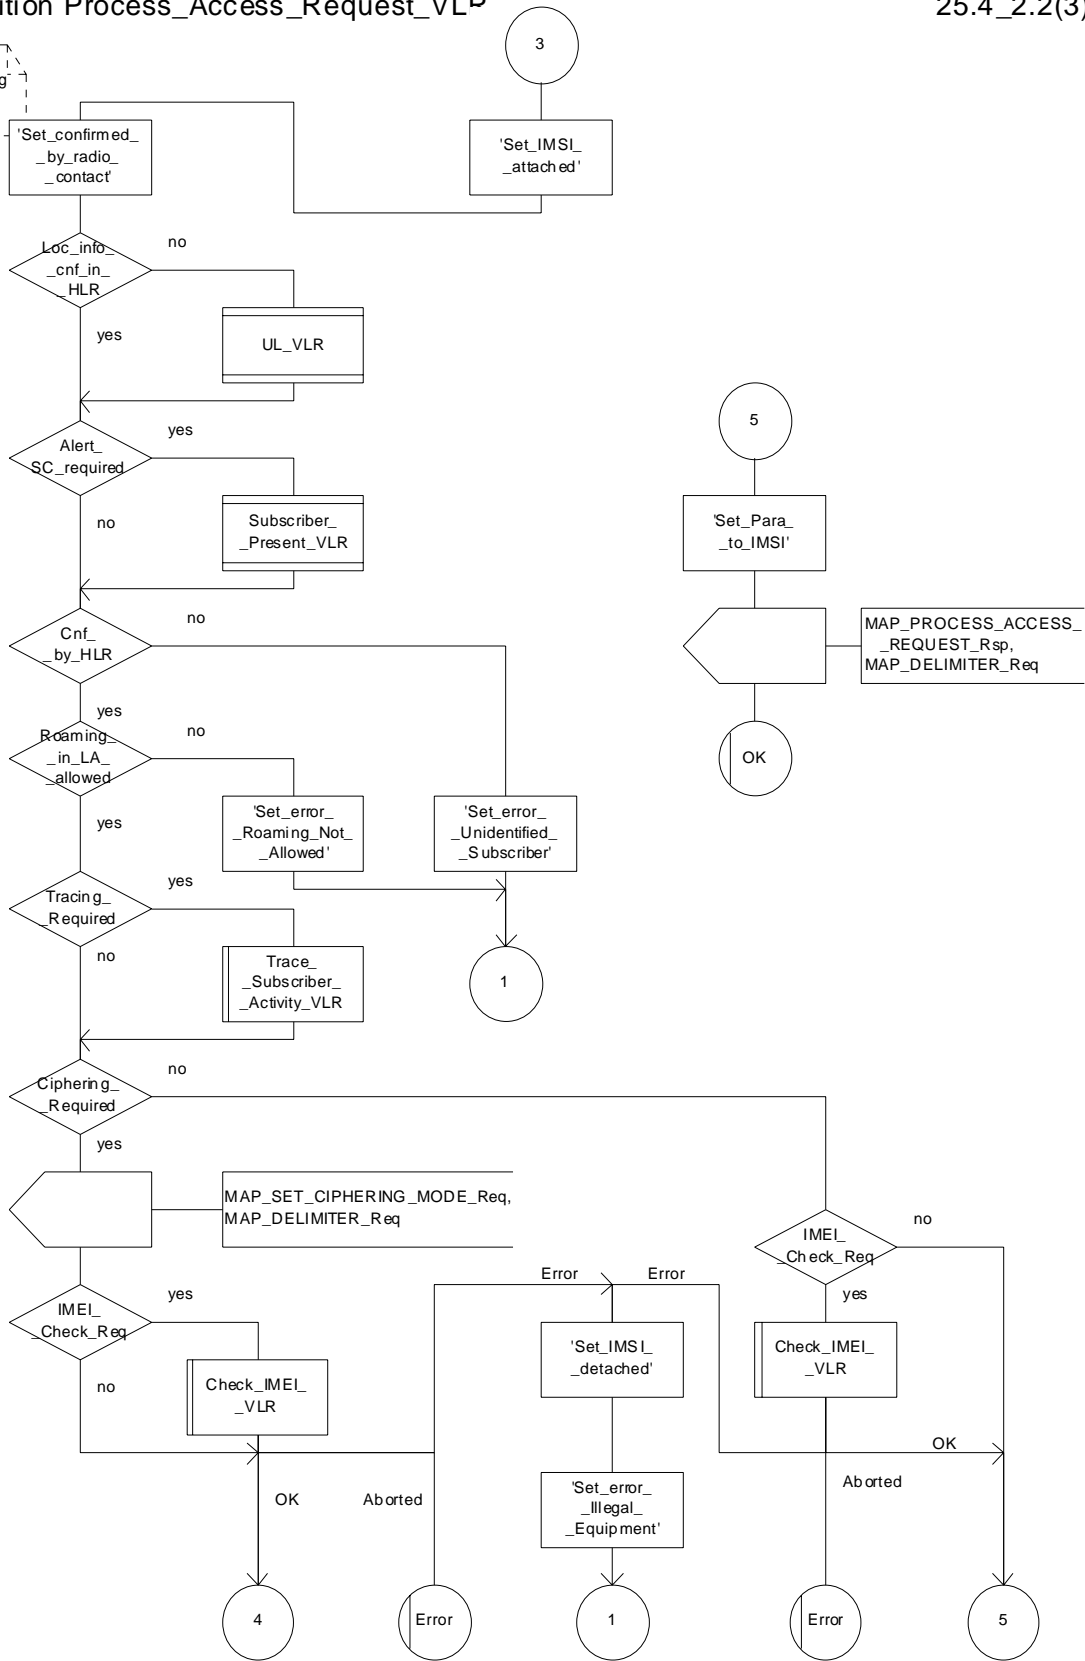 ition Process_Access_Request_VLR
25.4_2.2(3)
g
3
'Set_confirmed_
_by_radio_
_contact'
'Set_IMSI_
_attached'
Loc_info_
_cnf_in_
_HLR
no
yes
UL_VLR
5
Alert_
SC_required
yes
no
Subscriber_
_Present_VLR
'Set_Para_
_to_IMSI'
Cnf_
_by_HLR
no
yes
MAP_PROCESS_ACCESS_
_REQUEST_Rsp,
MAP_DELIMITER_Req
Roaming_
_in_LA_
_allowed
no
yes
OK
'Set_error_
_Roaming_Not_
_Allowed'
'Set_error_
_Unidentified_
_Subscriber'
Tracing_
_Required
yes
no
Trace_
_Subscriber_
_Activity_VLR
1
Ciphering_
_Required
no
yes
MAP_SET_CIPHERING_MODE_Req,
MAP_DELIMITER_Req
IMEI_
_Check_Req
no
yes
Error
Error
IMEI_
_Check_Req
yes
no
'Set_IMSI_
_detached'
Check_IMEI_
_VLR
Check_IMEI_
_VLR
OK
Aborted
OK
Aborted
'Set_error_
_Illegal_
_Equipment'
4
Error
1
Error
5